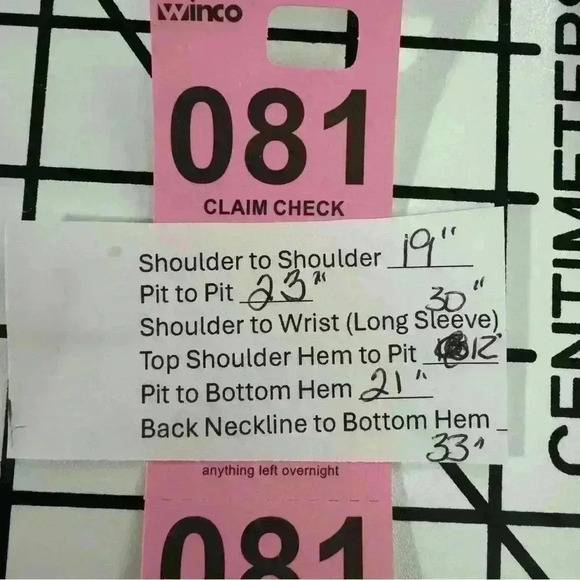 Winco
081
CLAIM CHECK
Shoulder to Shoulder 19"
Pit to Pit 23"
30"
Shoulder to Wrist (Long Sleeve)
Top Shoulder Hem to Pit 12"
Pit to Bottom Hem 21"
Back Neckline to Bottom Hem _
33"
anything left overnight
081
CENTIMETERS